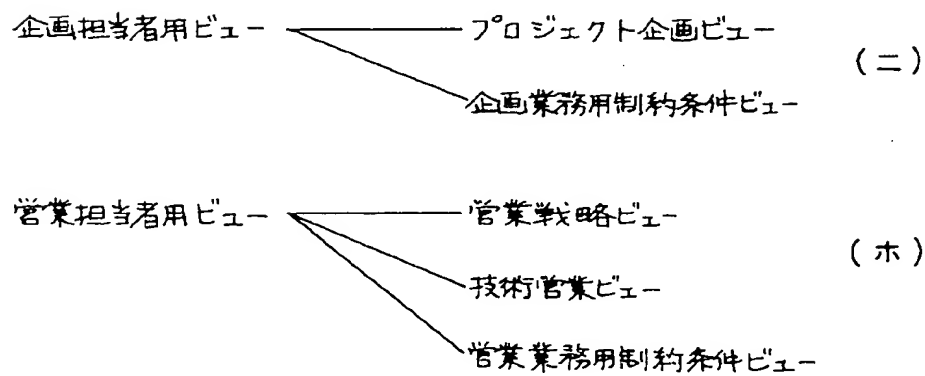 企画担当者用ビュー
プロジェクト企画ビュー
(ニ)
企画業務用制約条件ビュー
営業担当者用ビュー
営業戦略ビュー
(ホ)
技術営業ビュー
営業業務用制約条件ビュー